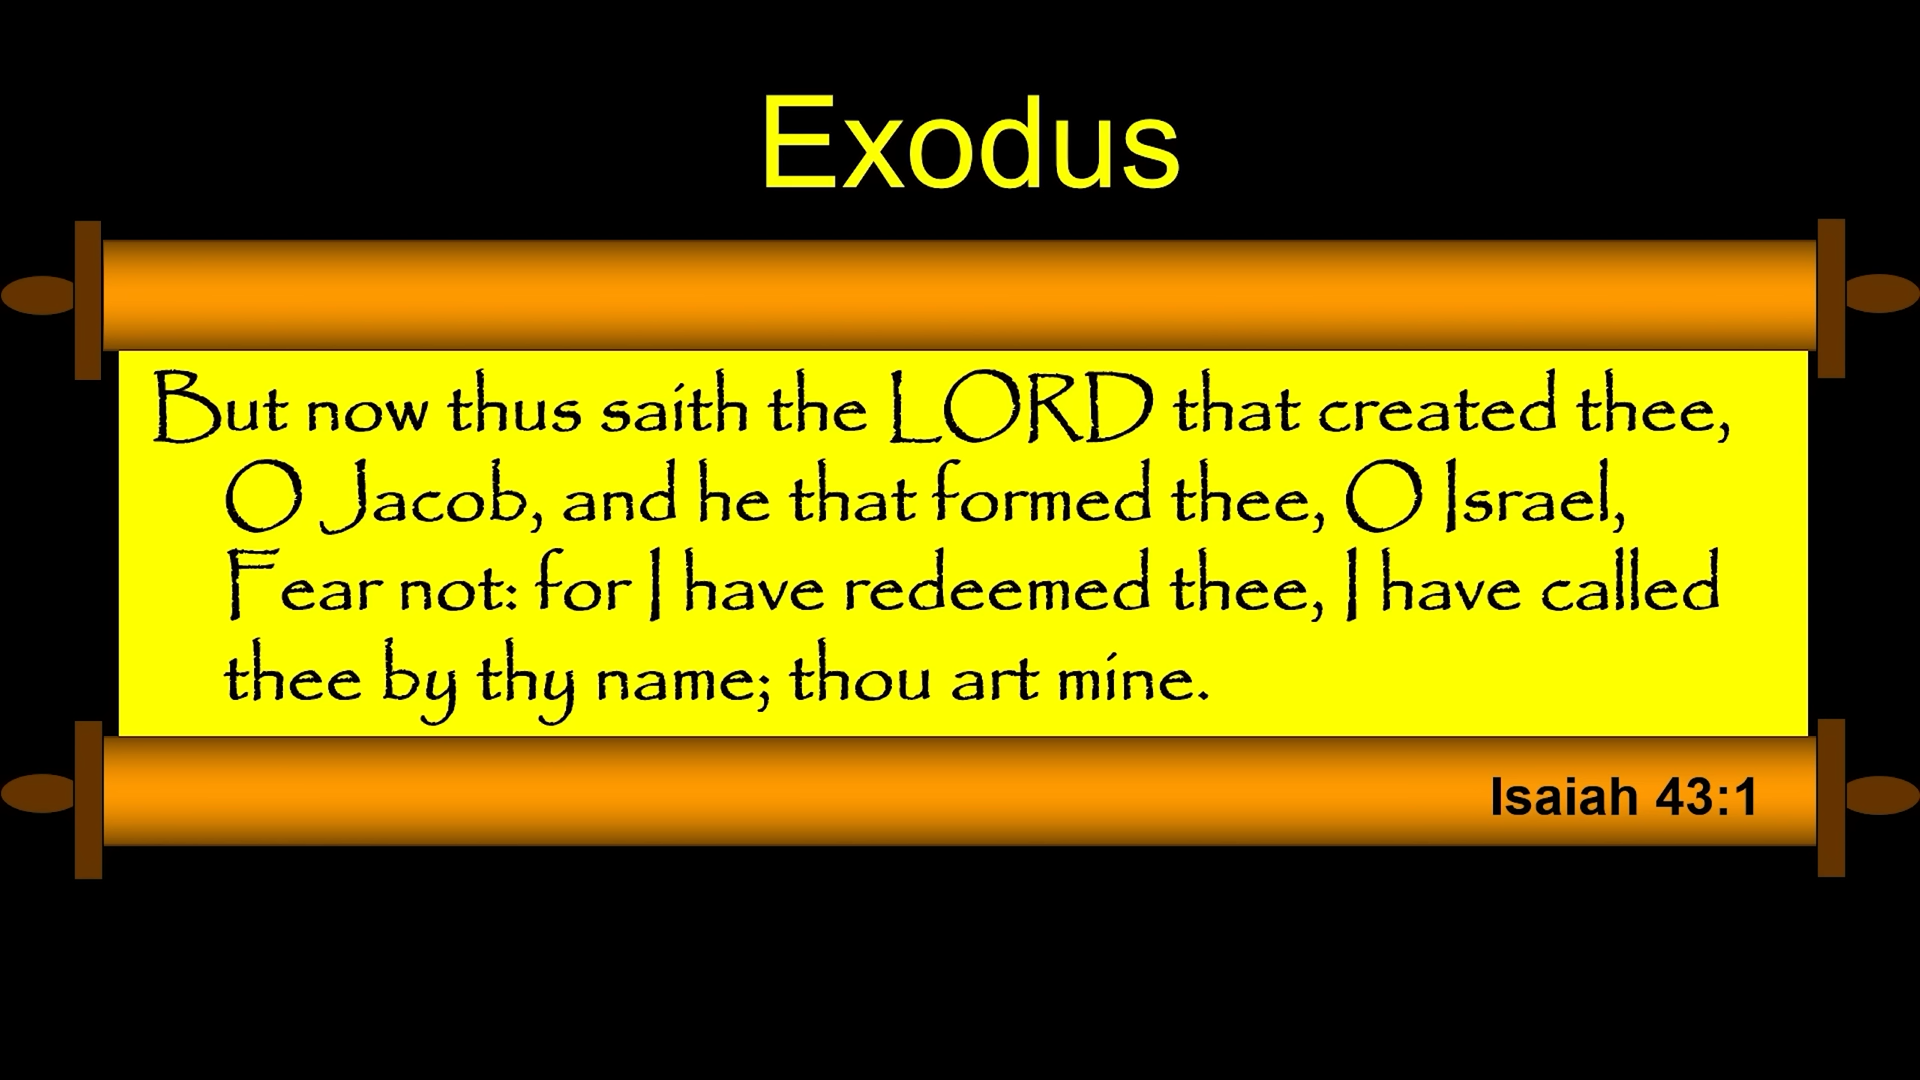 Exodus
But now thus saith the LORD that created thee,
O Jacob, and he that formed thee, O Israel,
Fear not: for I have redeemed thee, I have called
thee by thy name; thou art mine.
Isaiah 43:1